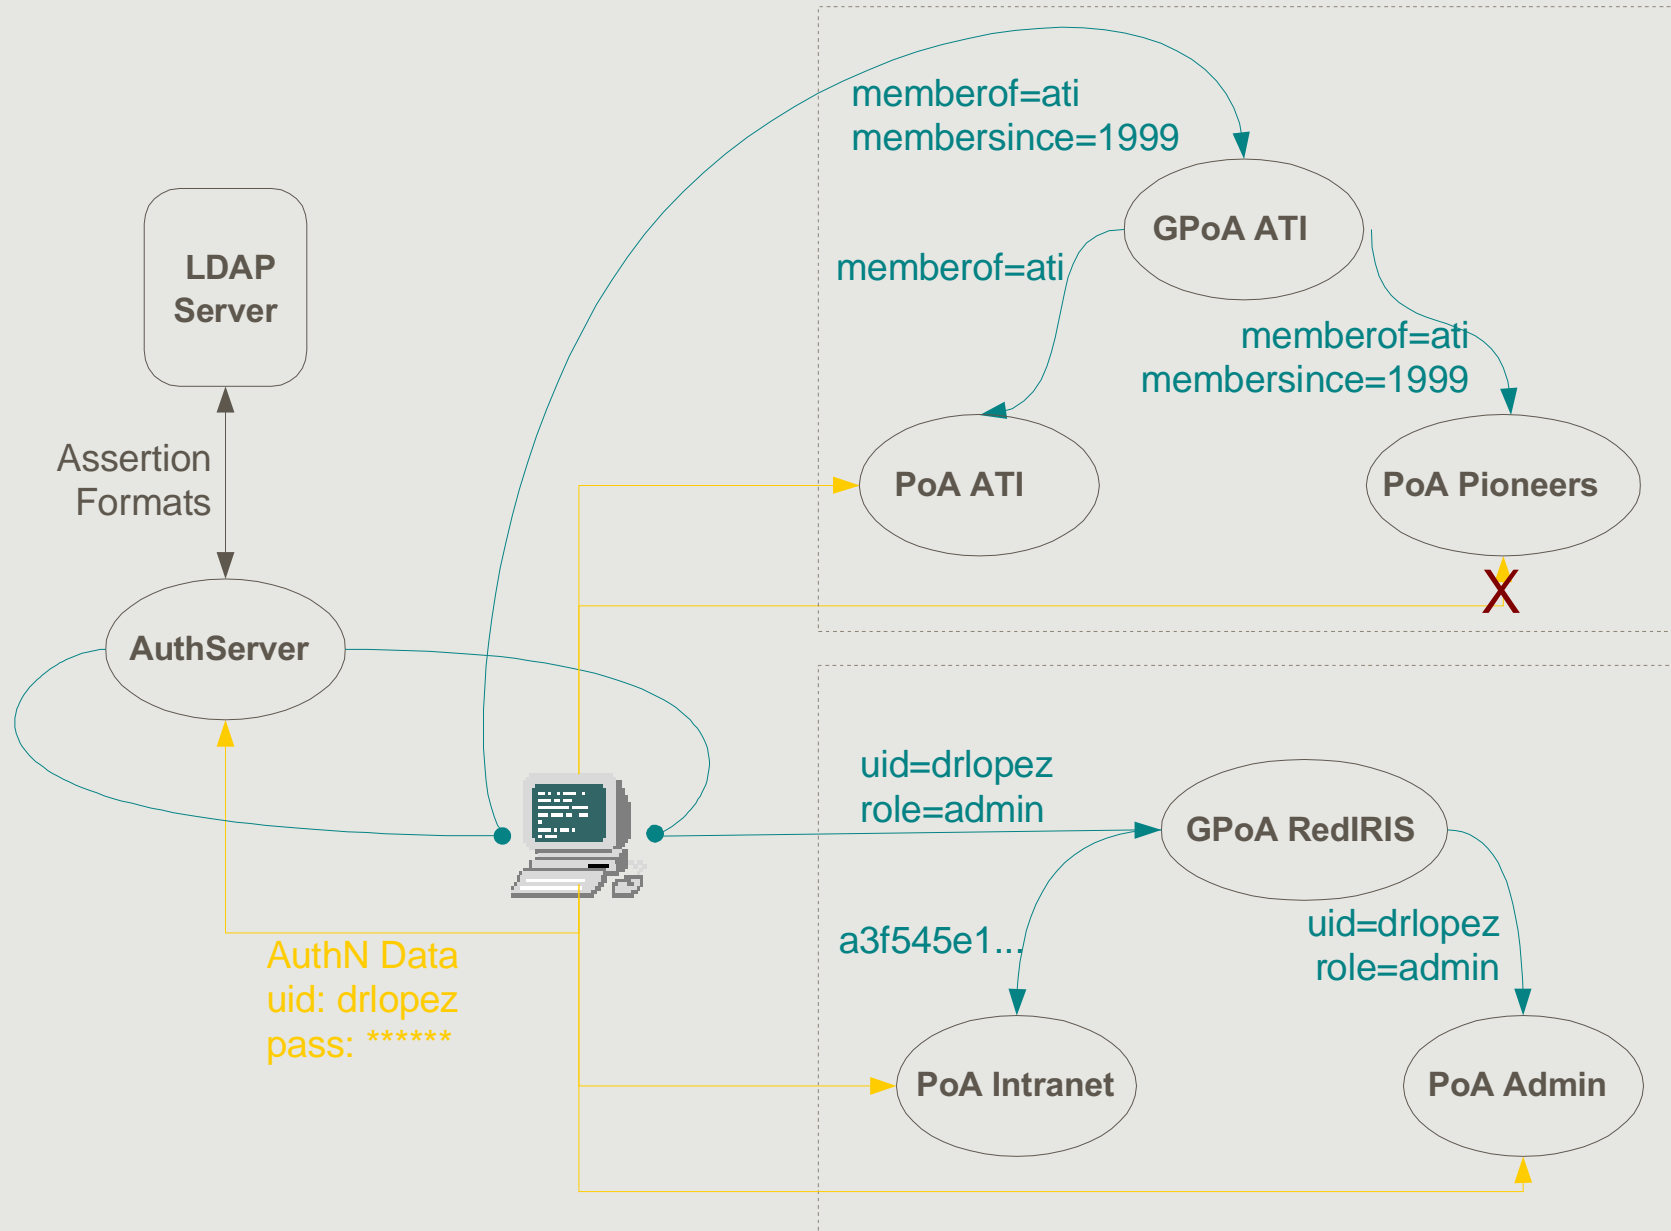 memberof=ati
membersince=1999
GPoA ATI
LDAP
Server
memberof=ati
memberof=ati
membersince=1999
Assertion
Formats
PoA ATI
PoA Pioneers
X
AuthServer
uid=drlopez
role=admin
GPoA RedIRIS
a3f545e1...
uid=drlopez
role=admin
AuthN Data
uid: drlopez
pass: ******
PoA Intranet
PoA Admin